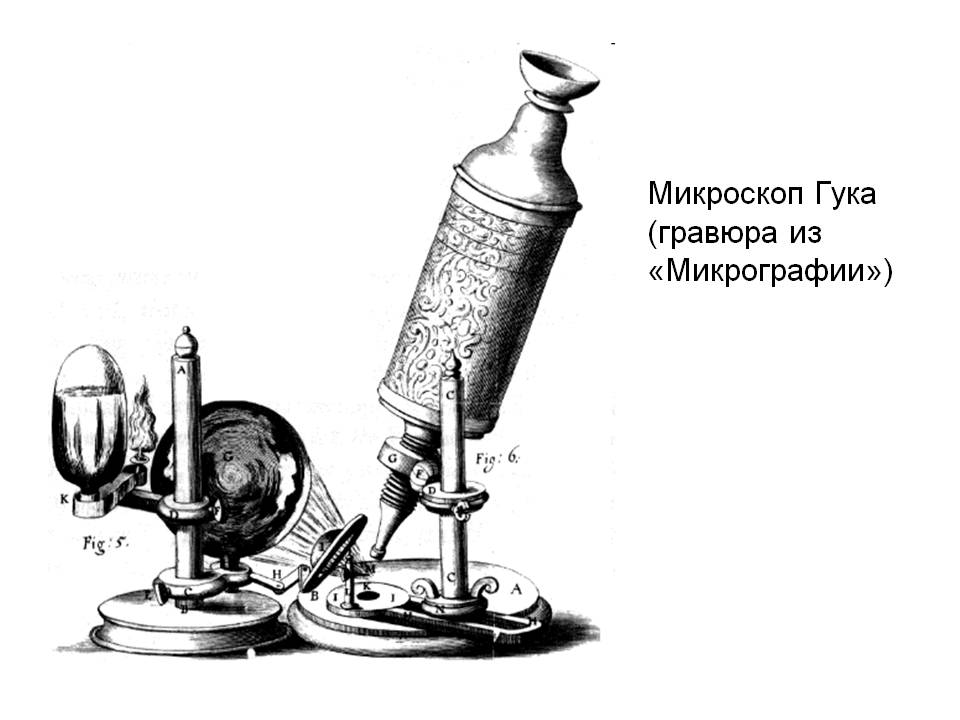 Микроскоп Гука
(гравюра из
«Микрографии»)
A
G
K
D
F
Fig: 5.
E
C
B
H
C
G
F
Fig: 6.
D
I
M
B
L
K
I
I
C
A
N
H
H